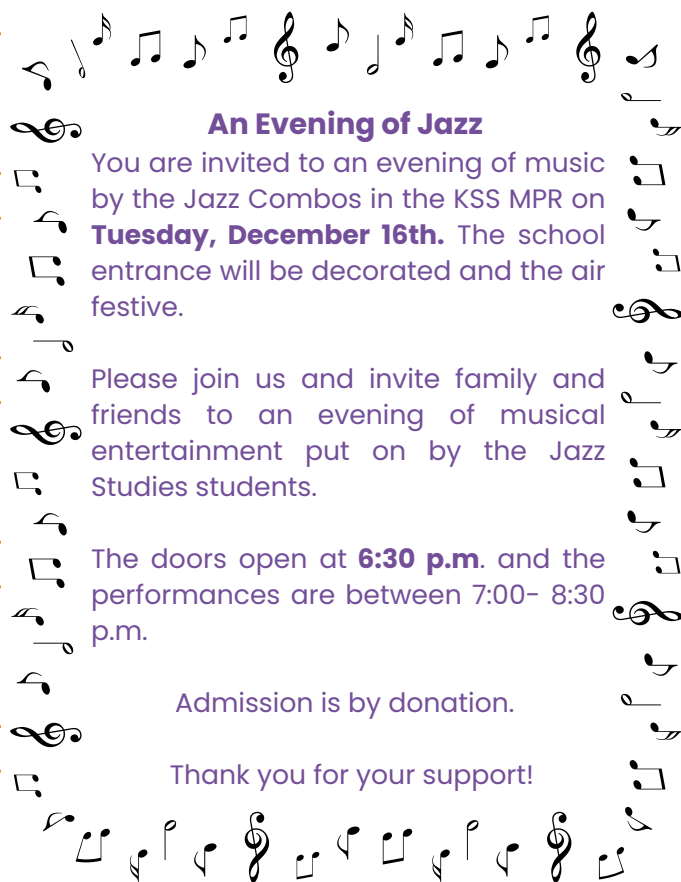 An Evening of Jazz
You are invited to an evening of music
by the Jazz Combos in the KSS MPR on
Tuesday, December 16th. The school
entrance will be decorated and the air
festive.
Please join us and invite family and
friends to an evening of musical
entertainment put on by the Jazz
Studies students.
The doors open at 6:30 p.m. and the
performances are between 7:00- 8:30
p.m.
Admission is by donation.
Thank you for your support!